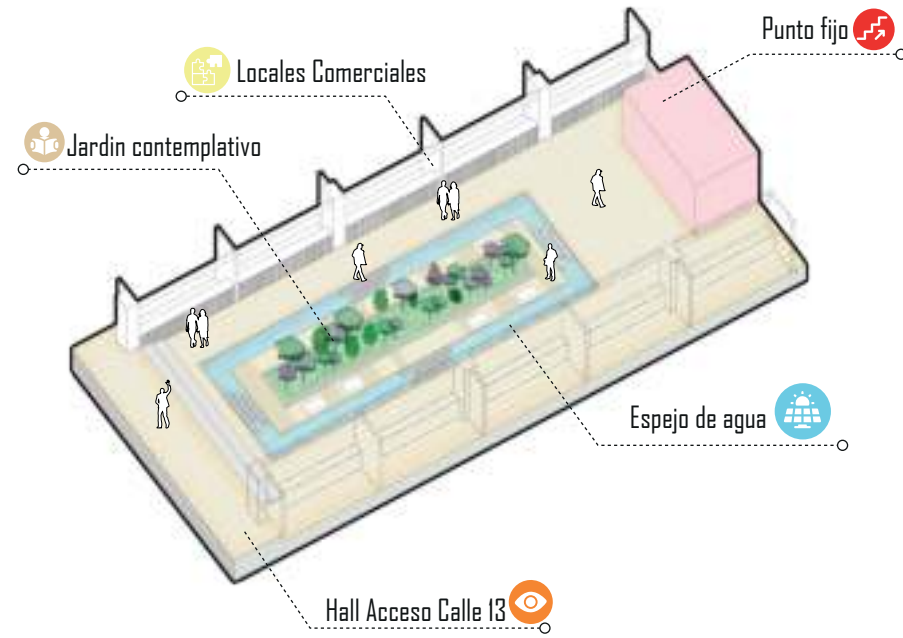 Punto fijo
Locales Comerciales
Jardin contemplativo
Espejo de agua
Hall Acceso Calle 13